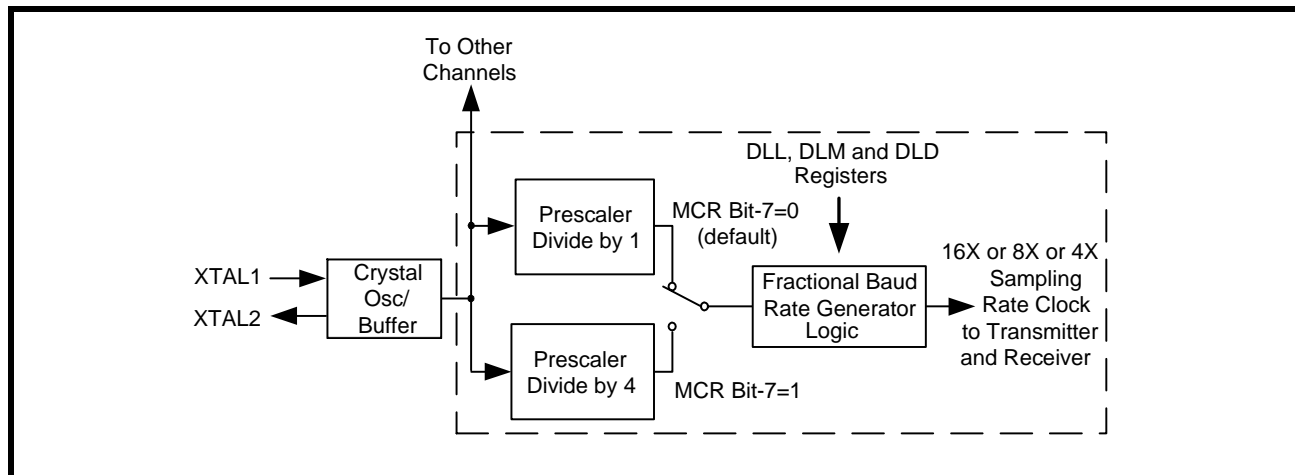 To Other
Channels
DLL, DLM and DLD
Registers
Prescaler
Divide by 1
MCR Bit-7=0
(default)
16X or 8X or 4X
Sampling
Rate Clock
to Transmitter
and Receiver
XTAL1
XTAL2
Crystal
Osc/
Buffer
Fractional Baud
Rate Generator
Logic
Prescaler
Divide by 4
MCR Bit-7=1